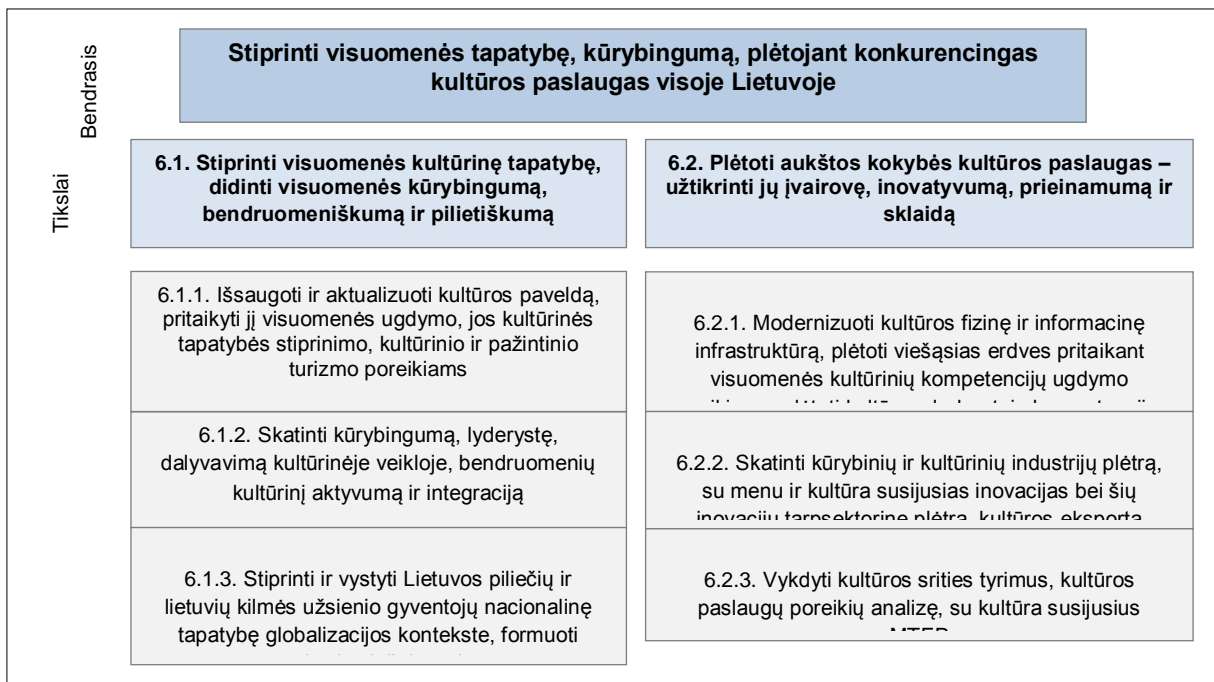 Bendrasis
Stiprinti visuomenės tapatybę, kūrybingumą, plėtojant konkurencingas
kultūros paslaugas visoje Lietuvoje
Tikslai
6.1. Stiprinti visuomenės kultūrinę tapatybę,
didinti visuomenės kūrybingumą,
bendruomeniškumą ir pilietiškumą
6.2. Plėtoti aukštos kokybės kultūros paslaugas –
užtikrinti jų įvairovę, inovatyvumą, prieinamumą ir
sklaidą
6.1.1. Išsaugoti ir aktualizuoti kultūros paveldą,
pritaikyti jį visuomenės ugdymo, jos kultūrinės
tapatybės stiprinimo, kultūrinio ir pažintinio
turizmo poreikiams
6.1.2. Skatinti kūrybingumą, lyderystę,
dalyvavimą kultūrinėje veikloje, bendruomenių
kultūrinį aktyvumą ir integraciją
6.1.3. Stiprinti ir vystyti Lietuvos piliečių ir
lietuvių kilmės užsienio gyventojų nacionalinę
tapatybę globalizacijos kontekste, formuoti
6.2.1. Modernizuoti kultūros fizinę ir informacinę
infrastruktūrą, plėtoti viešąsias erdves pritaikant
visuomenės kultūrinių kompetencijų ugdymo
6.2.2. Skatinti kūrybinių ir kultūrinių industrijų plėtrą,
su menu ir kultūra susijusias inovacijas bei šių
inovacijų tarpsektorinę plėtrą, kultūros eksportą
6.2.3. Vykdyti kultūros srities tyrimus, kultūros
paslaugų poreikių analizę, su kultūra susijusius
MTEP